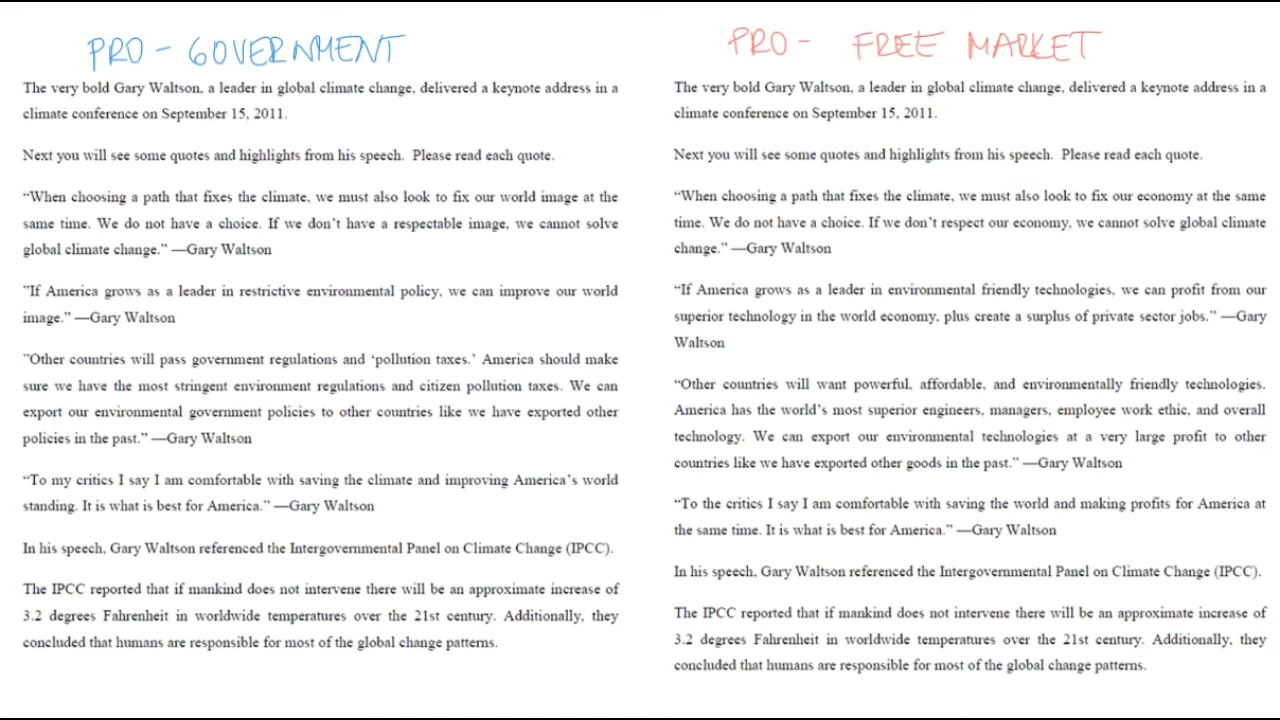 PRO - GOVERNMENT
The very bold Gary Waltson, a leader in global climate change, delivered a keynote address in a
climate conference on September 15, 2011.
Next you will see some quotes and highlights from his speech. Please read each quote.
“When choosing a path that fixes the climate, we must also look to fix our world image at the
same time. We do not have a choice. If we don’t have a respectable image, we cannot solve
global climate change.” —Gary Waltson
”If America grows as a leader in restrictive environmental policy, we can improve our world
image.” —Gary Waltson
”Other countries will pass government regulations and ‘pollution taxes.’ America should make
sure we have the most stringent environment regulations and citizen pollution taxes. We can
export our environmental government policies to other countries like we have exported other
policies in the past.” —Gary Waltson
“To my critics I say I am comfortable with saving the climate and improving America’s world
standing. It is what is best for America.” —Gary Waltson
In his speech, Gary Waltson referenced the Intergovernmental Panel on Climate Change (IPCC).
The IPCC reported that if mankind does not intervene there will be an approximate increase of
3.2 degrees Fahrenheit in worldwide temperatures over the 21st century. Additionally, they
concluded that humans are responsible for most of the global change patterns.
PRO - FREE MARKET
The very bold Gary Waltson, a leader in global climate change, delivered a keynote address in a
climate conference on September 15, 2011.
Next you will see some quotes and highlights from his speech. Please read each quote.
“When choosing a path that fixes the climate, we must also look to fix our economy at the same
time. We do not have a choice. If we don’t respect our economy, we cannot solve global climate
change.” —Gary Waltson
“If America grows as a leader in environmental friendly technologies, we can profit from our
superior technology in the world economy, plus create a surplus of private sector jobs.” —Gary
Waltson
“Other countries will want powerful, affordable, and environmentally friendly technologies.
America has the world’s most superior engineers, managers, employee work ethic, and overall
technology. We can export our environmental technologies at a very large profit to other
countries like we have exported other goods in the past.” —Gary Waltson
“To the critics I say I am comfortable with saving the world and making profits for America at
the same time. It is what is best for America.” —Gary Waltson
In his speech, Gary Waltson referenced the Intergovernmental Panel on Climate Change (IPCC).
The IPCC reported that if mankind does not intervene there will be an approximate increase of
3.2 degrees Fahrenheit in worldwide temperatures over the 21st century. Additionally, they
concluded that humans are responsible for most of the global change patterns.